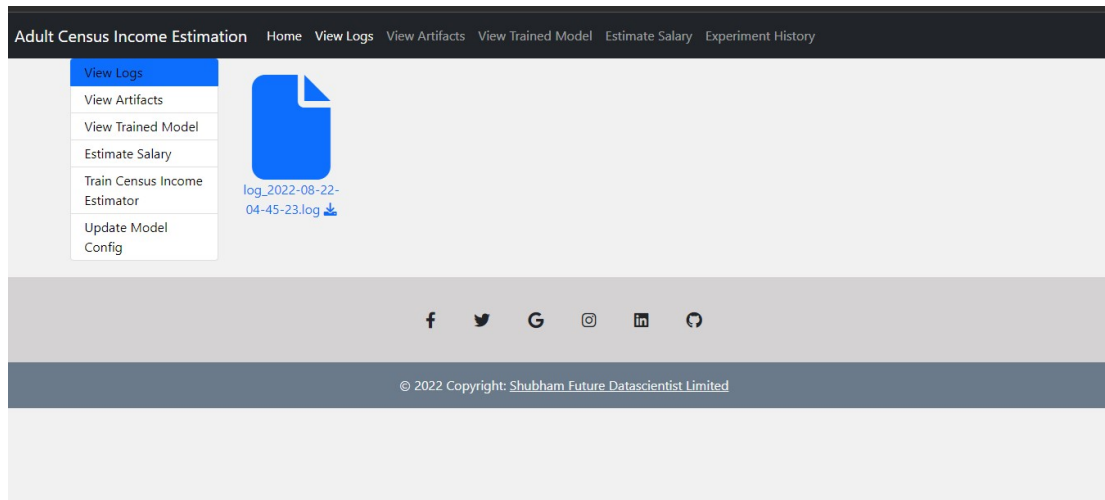 Adult Census Income Estimation Home View Logs View Artifacts View Trained Model Estimate Salary Experiment History
View Logs
View Artifacts
View Trained Model
Estimate Salary
Train Census Income
Estimator
Update Model
Config
log_2022-08-22-
04-45-23.log
© 2022 Copyright: Shubham Future Datascientist Limited